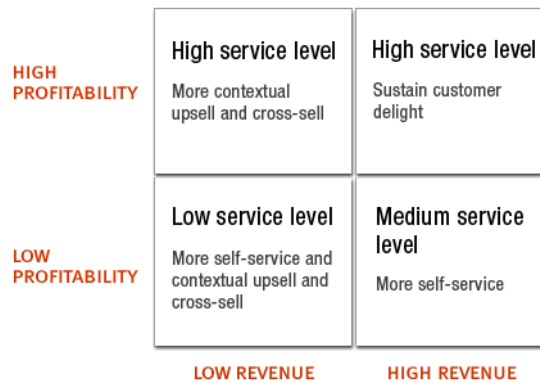 HIGH
PROFITABILITY
High service level
More contextual
upsell and cross-sell
High service level
Sustain customer
delight
LOW
PROFITABILITY
Low service level
More self-service and
contextual upsell and
cross-sell
Medium service
level
More self-service
LOW REVENUE
HIGH REVENUE